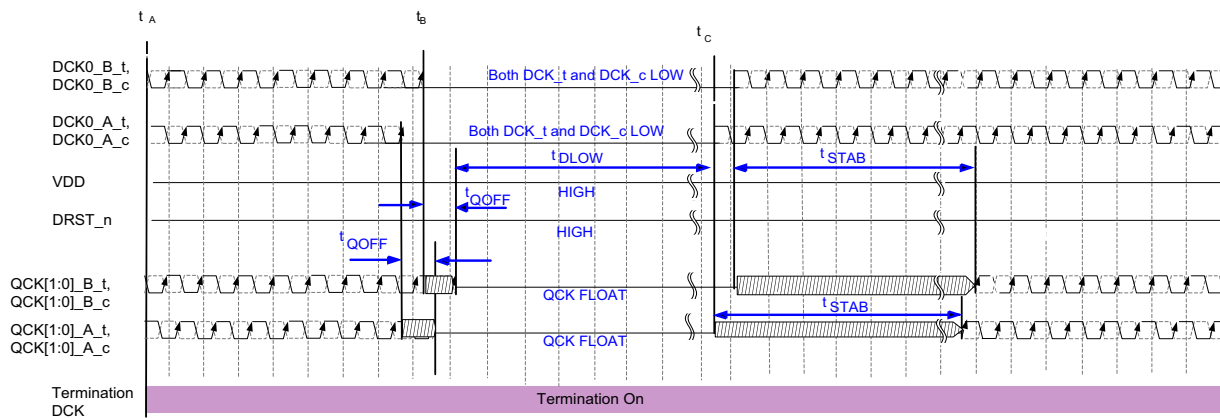 t A
t B
t C
DCK0_B_t,
DCK0_B_c
Both DCK_t and DCK_c LOW
DCK0_A_t,
DCK0_A_c
Both DCK_t and DCK_c LOW
t DLOW
t STAB
VDD
HIGH
t QOFF
DRST_n
HIGH
t QOFF
QCK[1:0]_B_t,
QCK[1:0]_B_c
QCK FLOAT
t STAB
QCK[1:0]_A_t,
QCK[1:0]_A_c
QCK FLOAT
Termination
DCK
Termination On